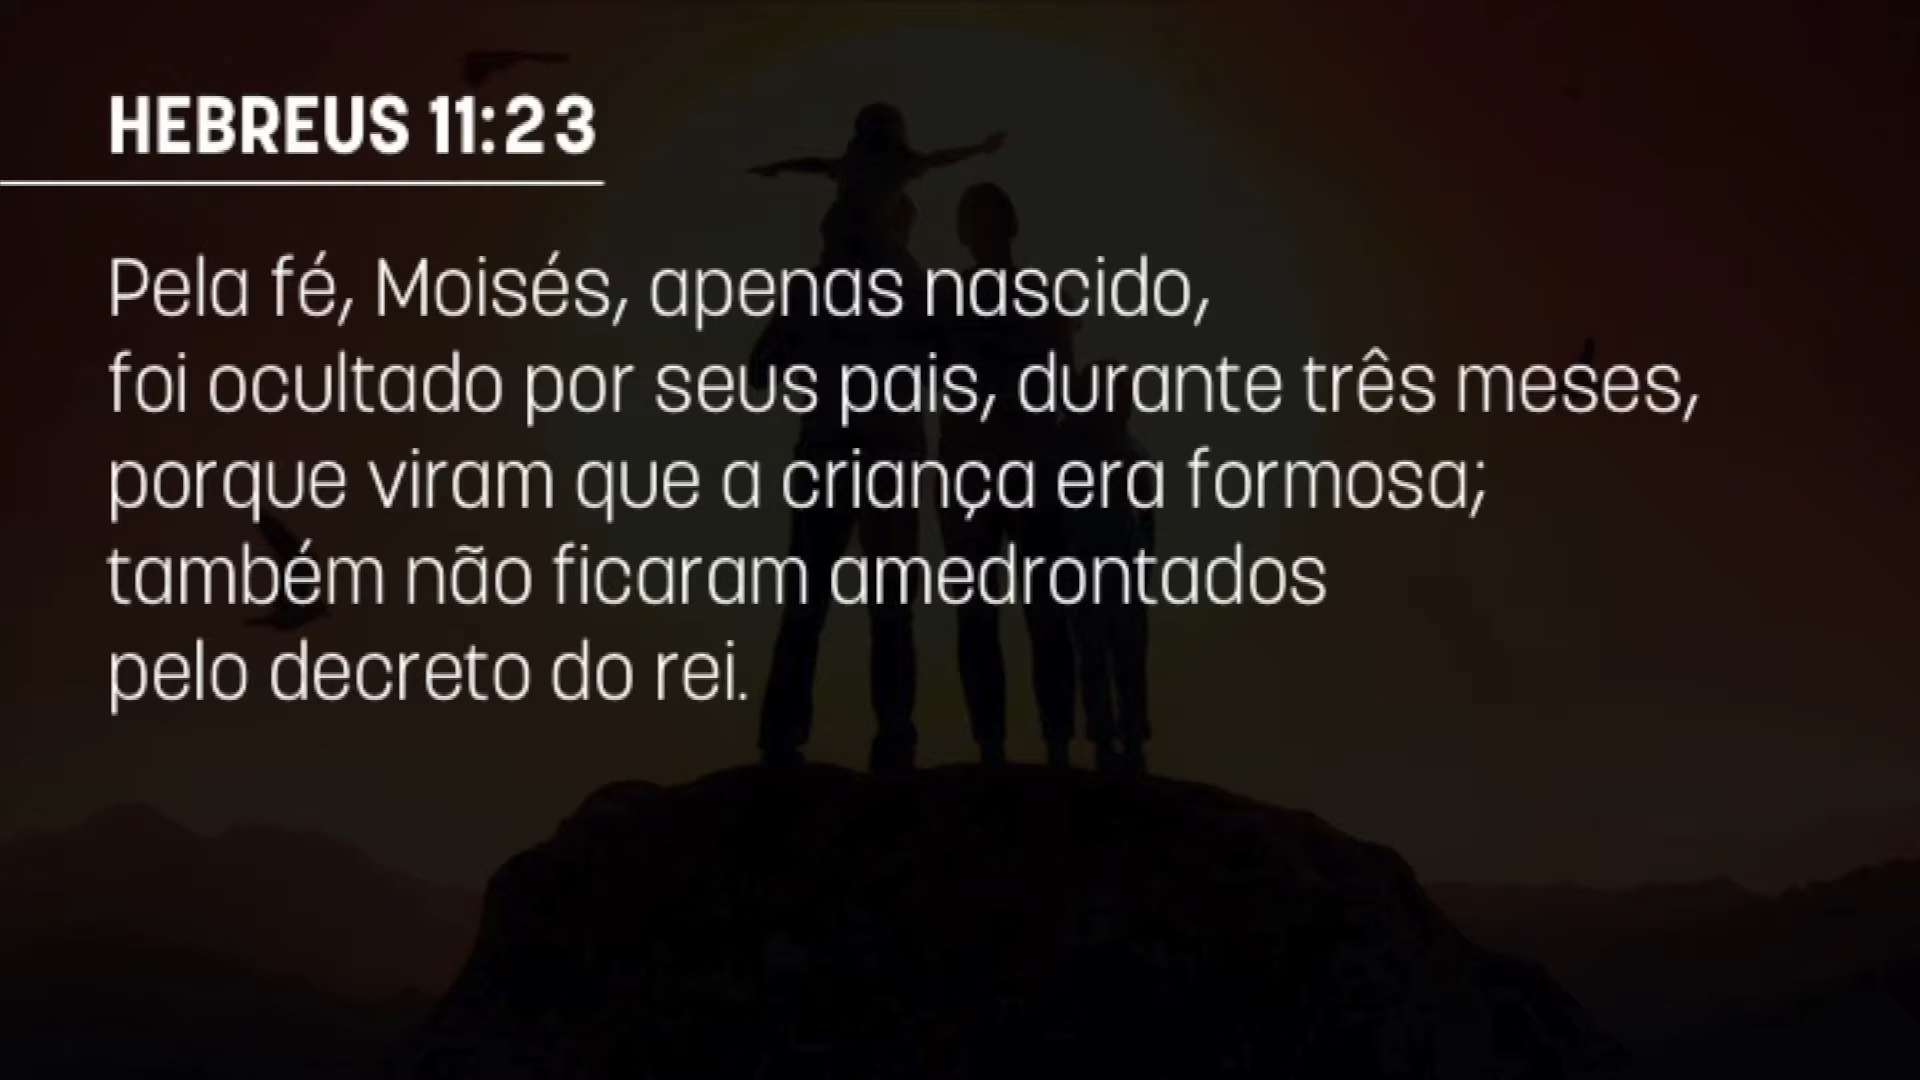 HEBREUS 11:23
Pela fé, Moisés, apenas nascido,
foi ocultado por seus pais, durante três meses,
porque viram que a criança era formosa;
também não ficaram amedrontados
pelo decreto do rei.